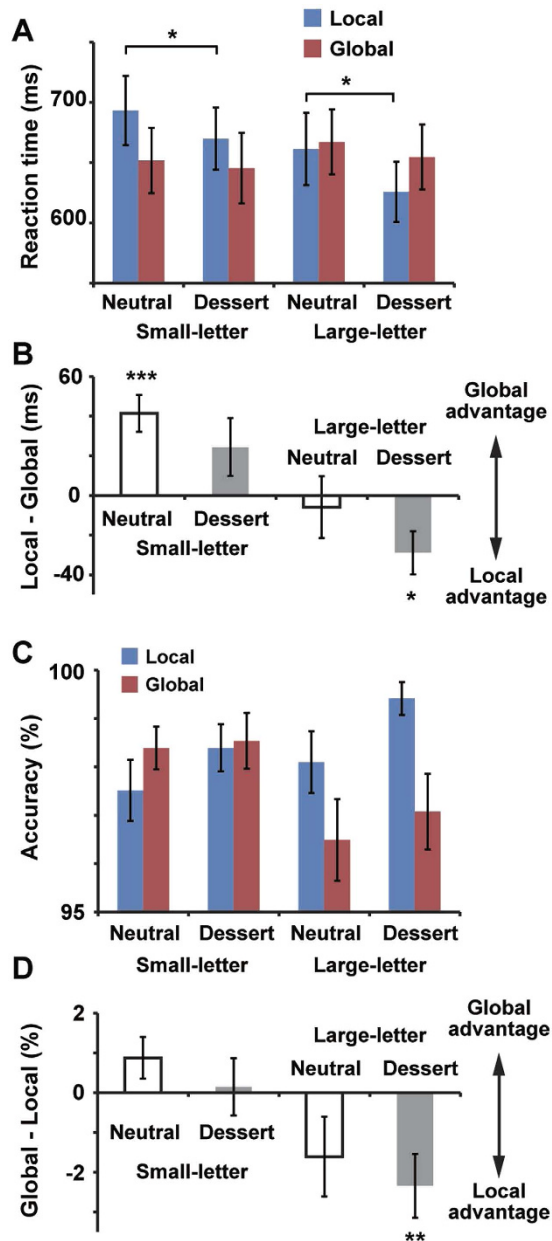 A
Local
Global
*
*
Reaction time (ms)
700
600
Neutral Dessert Neutral Dessert
Small-letter Large-letter
B
60
0
-40
Local - Global (ms)
***
Global advantage
Large-letter
Neutral Dessert
Neutral Dessert
Small-letter
*
Local advantage
C
Local
Global
100
95
Accuracy (%)
Neutral Dessert Neutral Dessert
Small-letter Large-letter
D
2
0
-2
Global - Local (%)
Global advantage
Large-letter
Neutral Dessert
Neutral Dessert
Small-letter
Local advantage
**